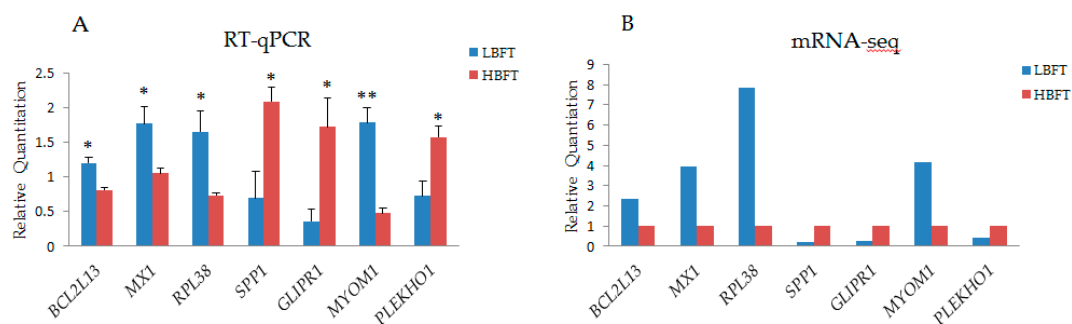 A
RT-qPCR
LBFT
HBFT
Relative Quantitation
2.5
2
1.5
1
0.5
0
*
*
*
*
*
**
*
BCL2L13
MX1
RPL38
SPP1
GLIPR1
MYOM1
PLEKHO1
B
mRNA-seq
LBFT
HBFT
Relative Quantiation
9
8
7
6
5
4
3
2
1
0
BCL2L13
MX1
RPL38
SPP1
GLIPR1
MYOM1
PLEKHO1